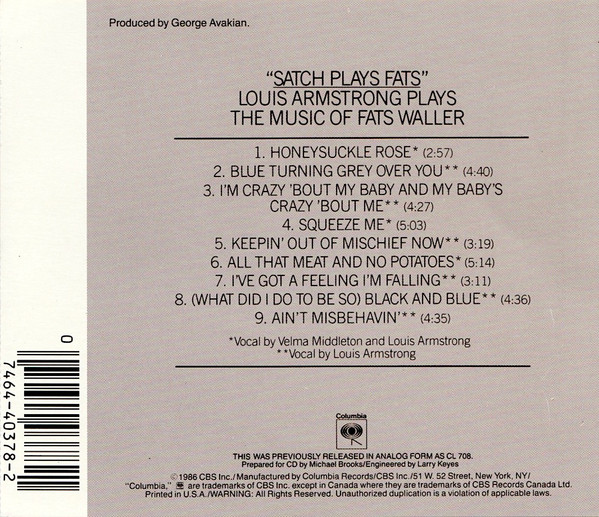 Produced by George Avakian.
"SATCH PLAYS FATS"
LOUIS ARMSTRONG PLAYS
THE MUSIC OF FATS WALLER
1. HONEYSUCKLE ROSE* (2:57)
2. BLUE TURNING GREY OVER YOU** (4:40)
3. I'M CRAZY 'BOUT MY BABY AND MY BABY'S
CRAZY 'BOUT ME** (4:27)
4. SQUEEZE ME* (5:03)
5. KEEPIN' OUT OF MISCHIEF NOW** (3:19)
6. ALL THAT MEAT AND NO POTATOES* (5:14)
7. I'VE GOT A FEELING I'M FALLING** (3:11)
8. (WHAT DID I DO TO BE SO) BLACK AND BLUE** (4:36)
9. AIN'T MISBEHAVIN'** (4:35)
*Vocal by Velma Middleton and Louis Armstrong
**Vocal by Louis Armstrong
0
7464-40378-2
Columbia
THIS WAS PREVIOUSLY RELEASED IN ANALOG FORM AS CL 708.
Prepared for CD by Michael Brooks/Engineered by Larry Keyes
©1986 CBS Inc./Manufactured by Columbia Records/CBS Inc./51 W. 52 Street, New York, NY/
"Columbia," are trademarks of CBS Inc. except in Canada where they are trademarks of CBS Records Canada Ltd.
Printed in U.S.A./WARNING: All Rights Reserved. Unauthorized duplication is a violation of applicable laws.